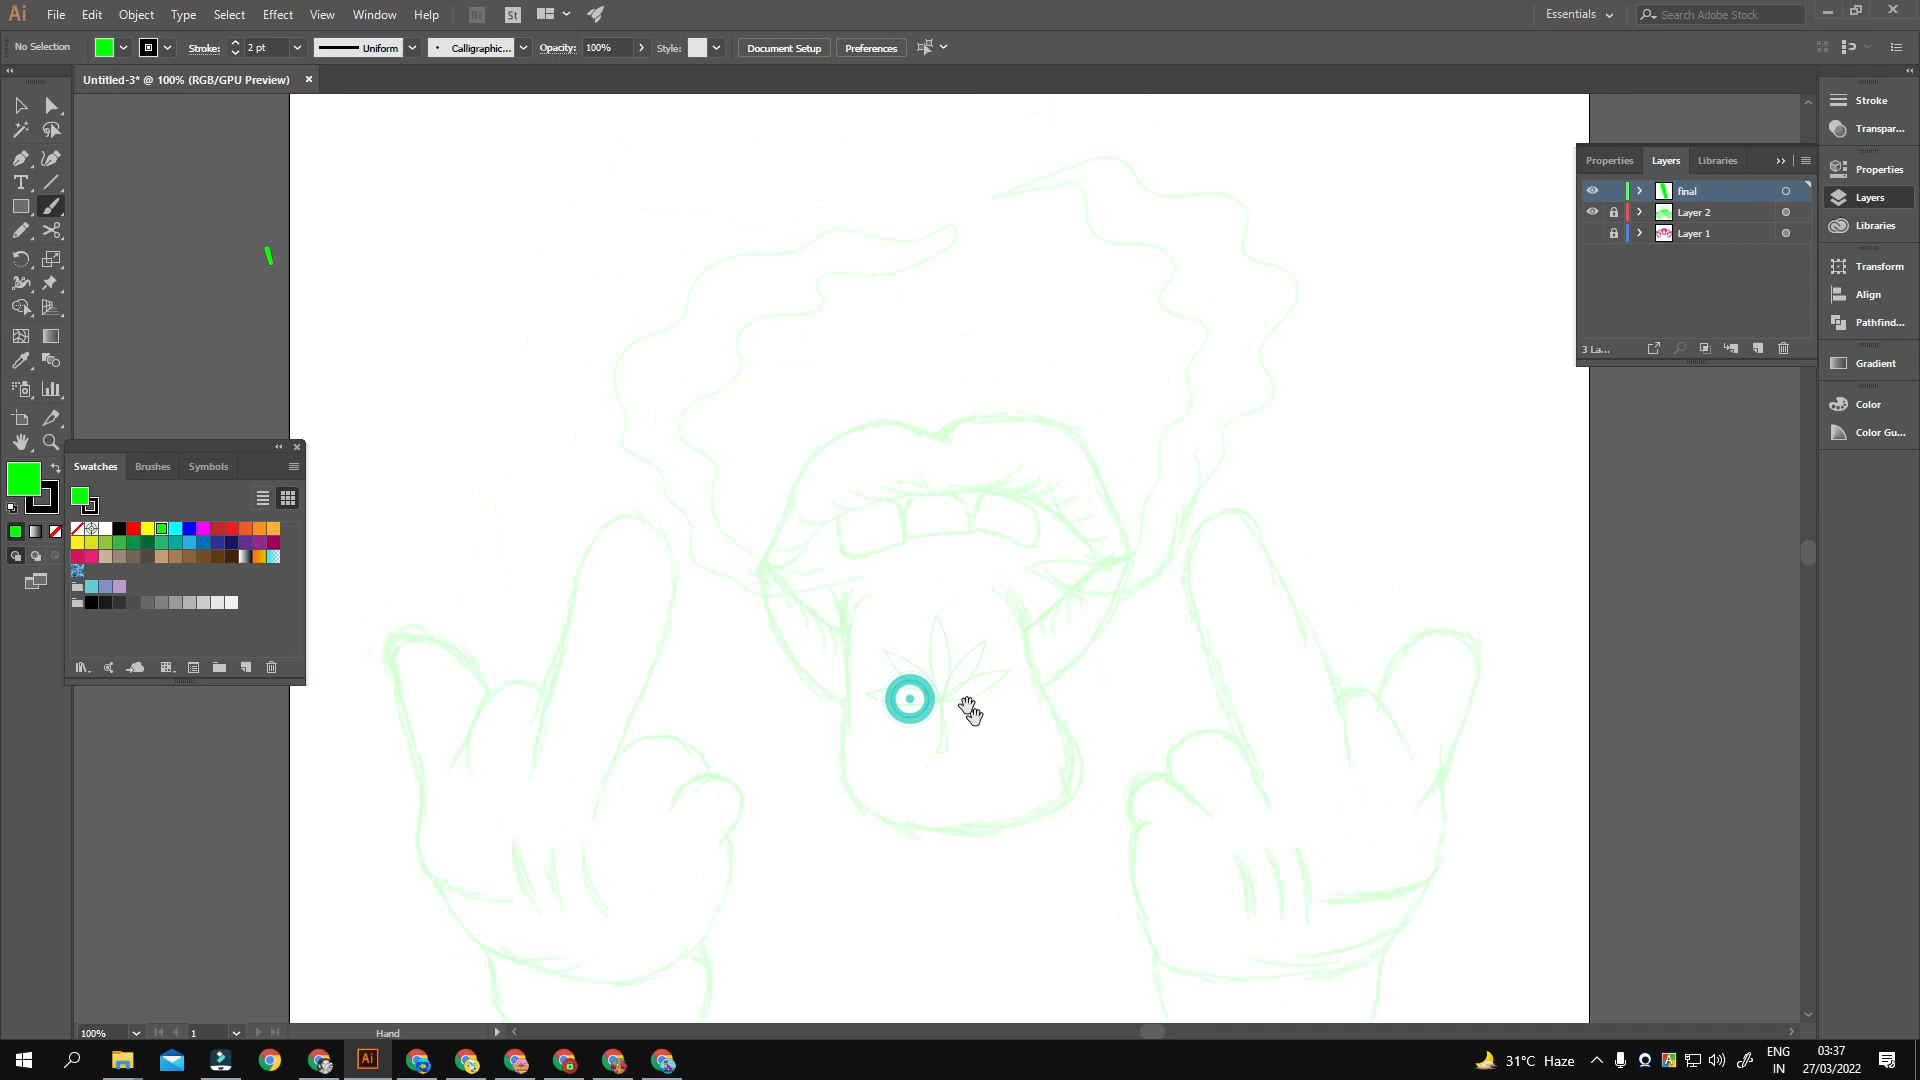 Ai File Edit Object Type Select Effect View Window Help Br St Essentials Search Adobe Stock
No Selection Stroke: 2 pt Uniform Calligraphic... Opacity: 100% Style: Document Setup Preferences
Untitled-3* @ 100% (RGB/GPU Preview)
Stroke
Transpar...
Properties Layers Libraries
Properties
final
Layers
Layer 2
Libraries
Layer 1
Transform
Align
Pathfind...
3 La...
Gradient
Color
Color Gu...
Swatches Brushes Symbols
100% 1 Hand
Ai 31°C Haze ENG IN 03:37 27/03/2022